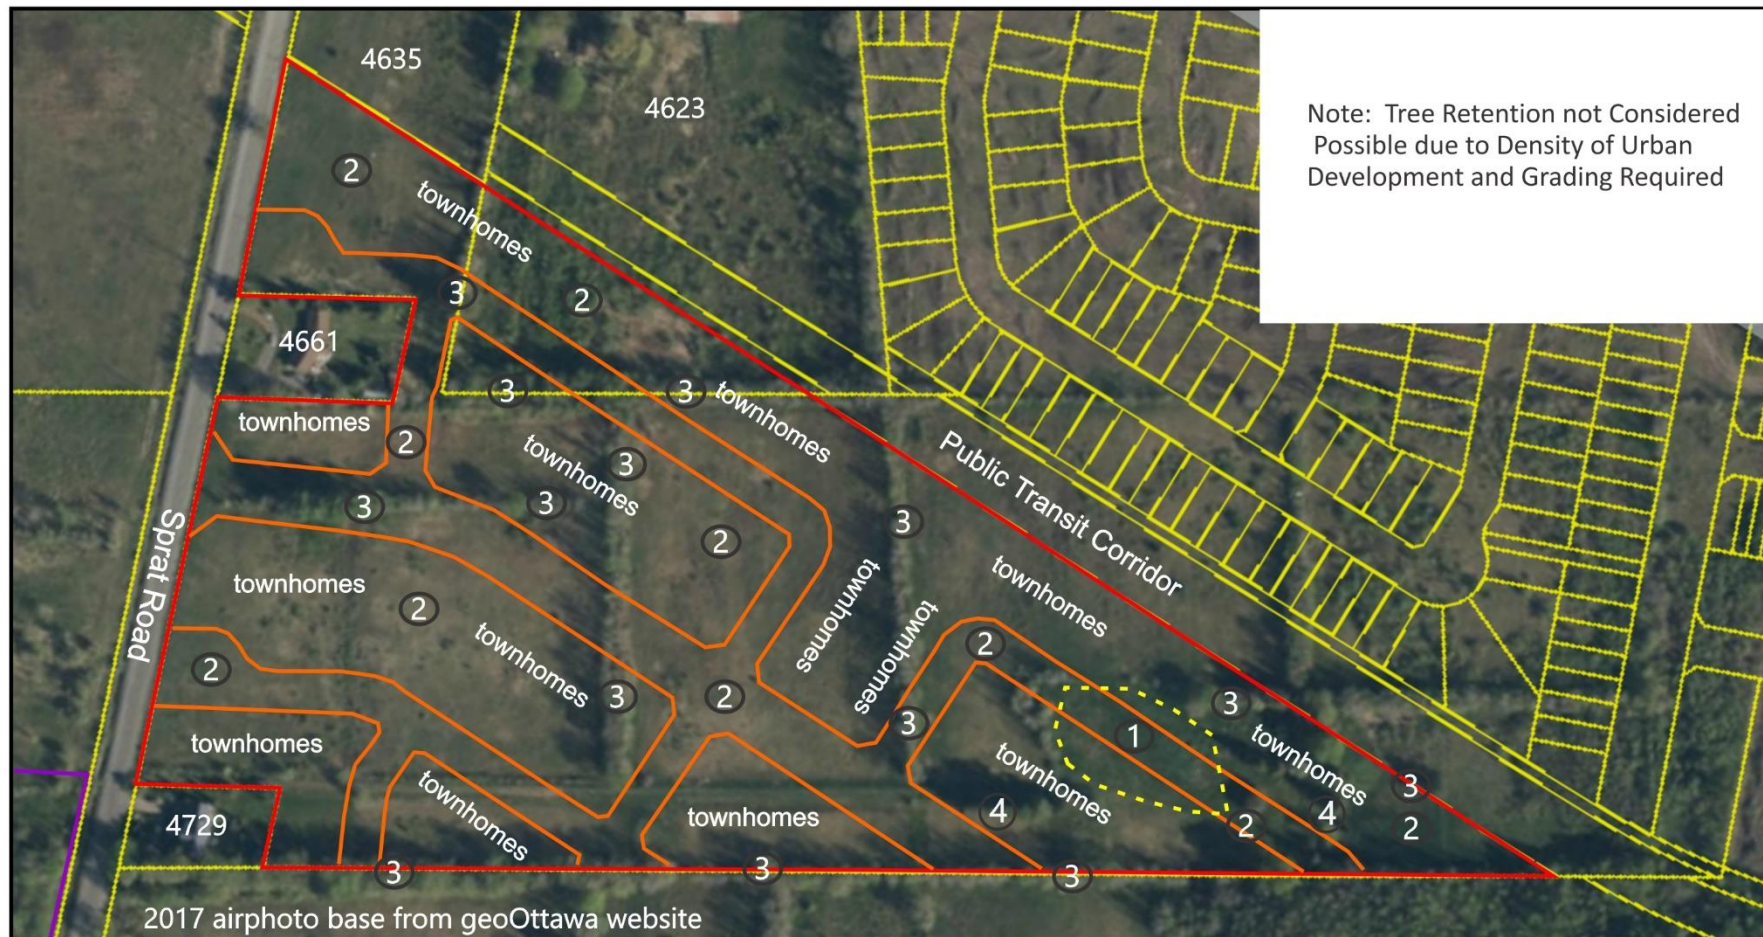 4635
4623
Note: Tree Retention not Considered
Possible due to Density of Urban
Development and Grading Required
2
townhomes
3
2
4661
3
3
townhomes
townhomes
2
townhomes
3
3
3
2
3
Public Transit Corridor
Sprat Road
townhomes
2
townhomes
townhomes
townhomes
townhomes
2
2
3
2
3
3
1
townhomes
townhomes
townhomes
3
4729
townhomes
townhomes
4
2
4
2
3
3
3
2017 airphoto base from geoOttawa website